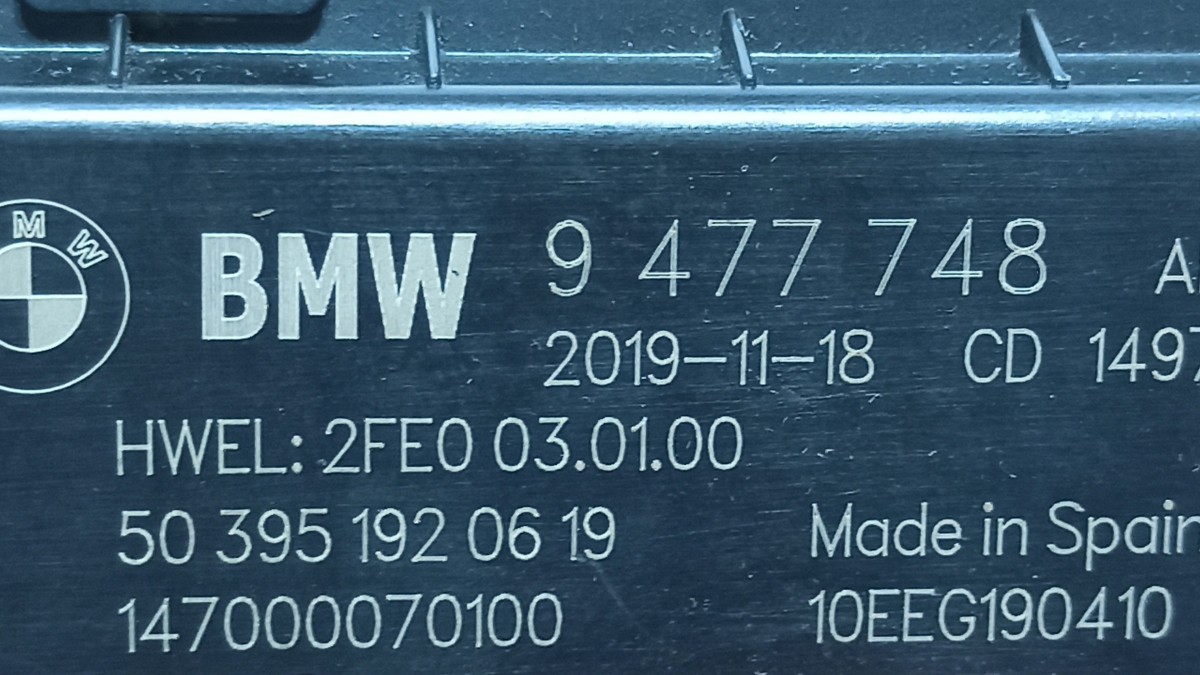 M W
BMW 9 477 748
2019-11-18 CD
HWEL: 2FE0 03.01.00
50 395 192 06 19 Made in
147000070100 10EEG190410